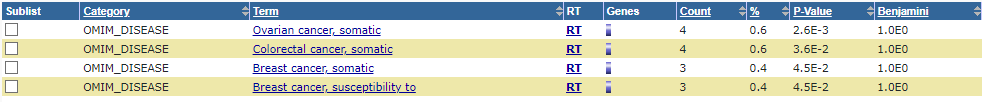 Sublist Category Term RT Genes Count % P-Value Benjamini
OMIM_DISEASE Ovarian cancer, somatic RT 4 0.6 2.6E-3 1.0E0
OMIM_DISEASE Colorectal cancer, somatic RT 4 0.6 3.6E-2 1.0E0
OMIM_DISEASE Breast cancer, somatic RT 3 0.4 4.5E-2 1.0E0
OMIM_DISEASE Breast cancer, susceptibility to RT 3 0.4 4.5E-2 1.0E0